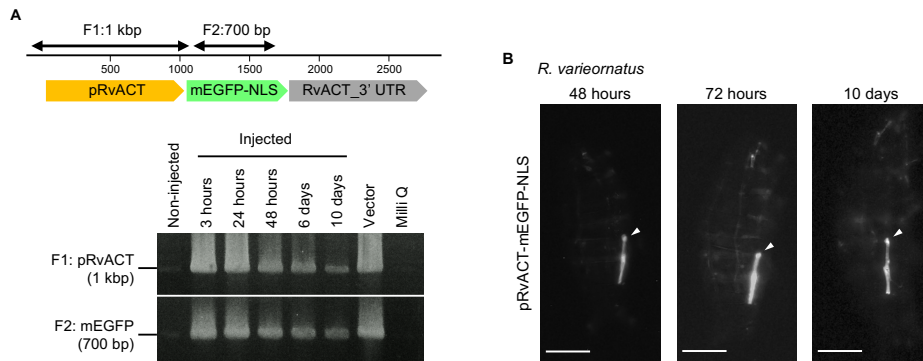 A
F1:1 kbp
F2:700 bp
500
1000
1500
2000
2500
pRvACT
mEGFP-NLS
RvACT_3' UTR
Injected
Non-injected
3 hours
24 hours
48 hours
6 days
10 days
Vector
Milli Q
F1: pRvACT
(1 kbp)
F2: mEGFP
(700 bp)
B
R. varieornatus
48 hours
72 hours
10 days
pRvACT-mEGFP-NLS